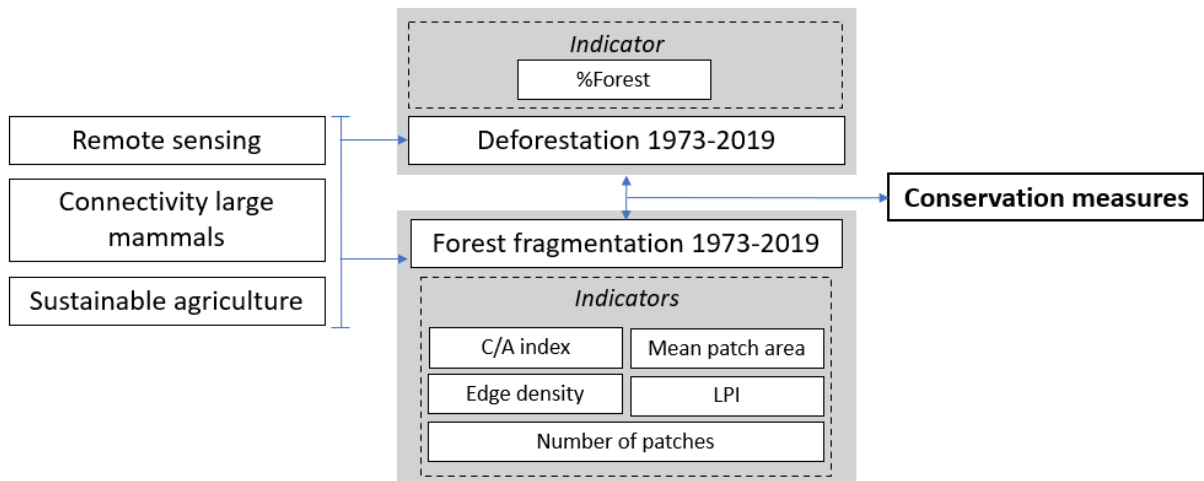 Remote sensing
Connectivity large
mammals
Sustainable agriculture
Indicator
%Forest
Deforestation 1973-2019
Forest fragmentation 1973-2019
Indicators
C/A index
Mean patch area
Edge density
LPI
Number of patches
Conservation measures